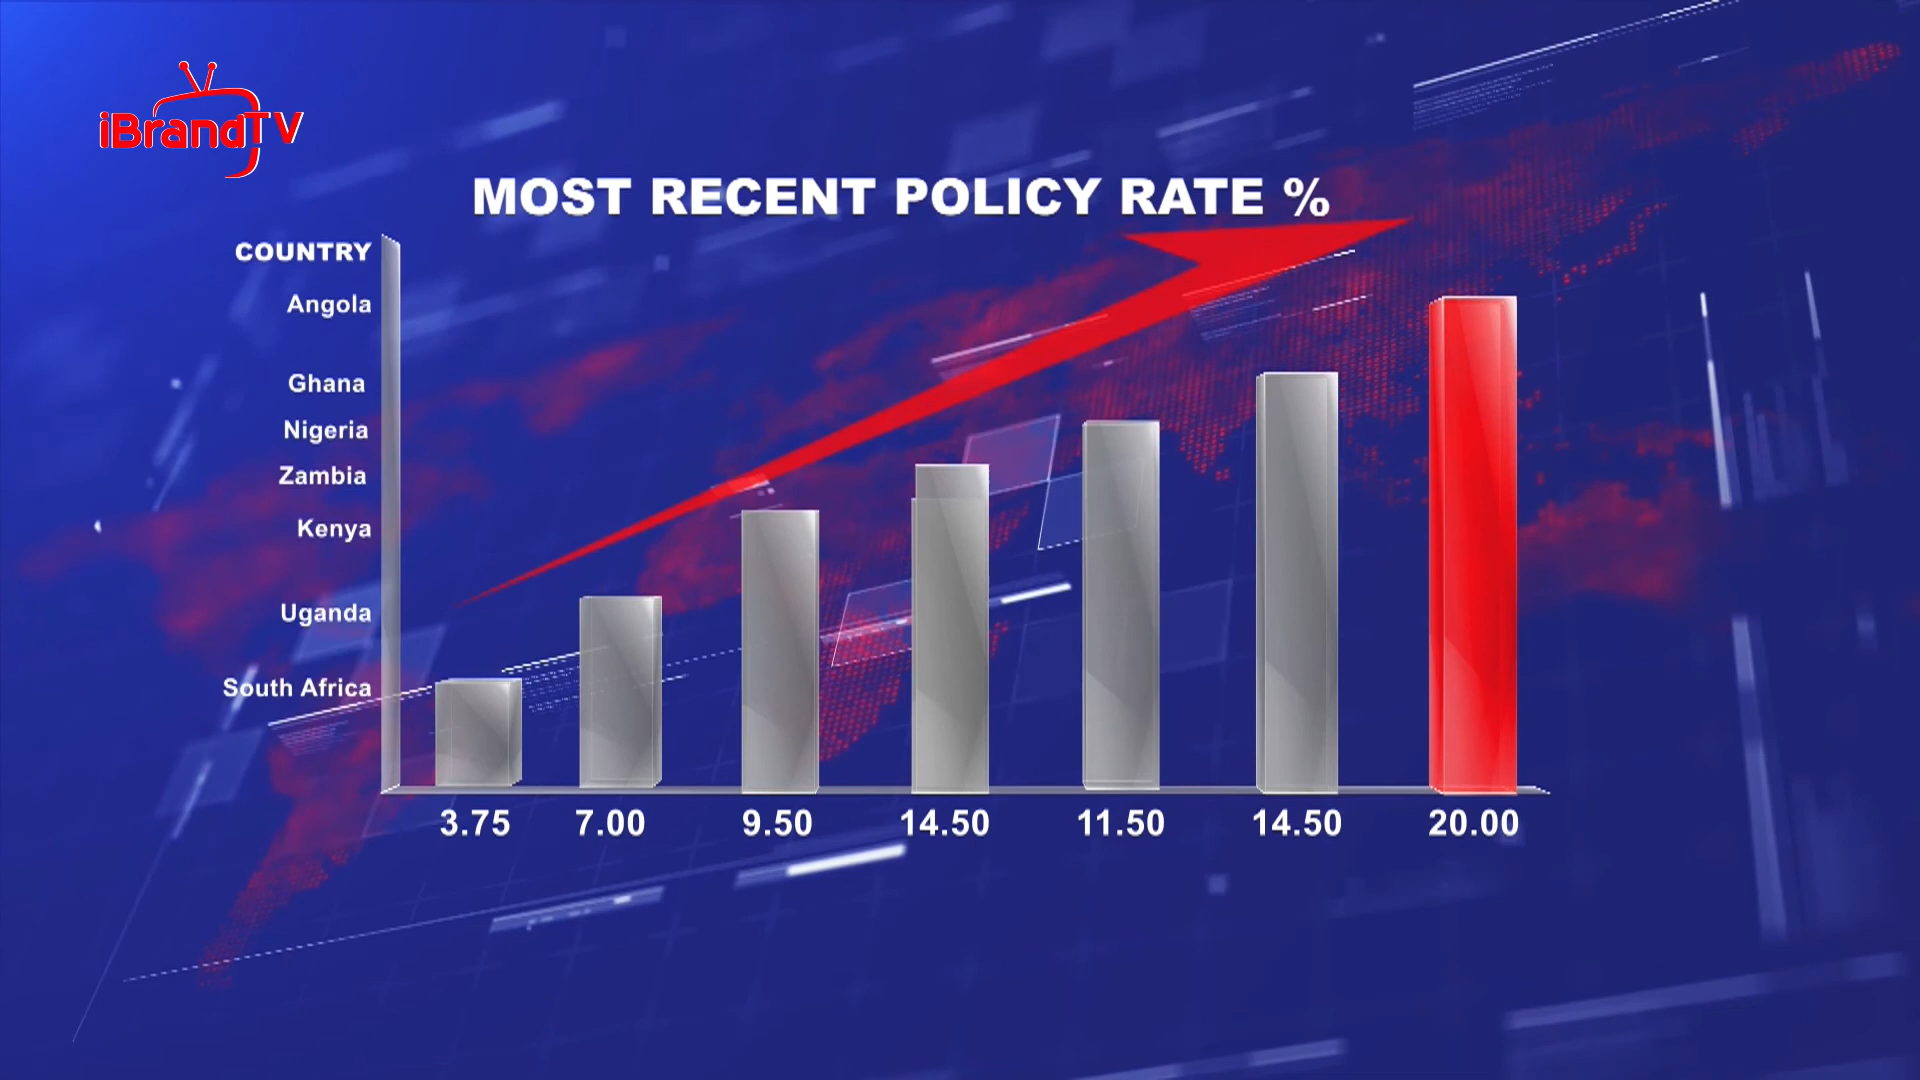 iBrandTV
MOST RECENT POLICY RATE %
COUNTRY
Angola
Ghana
Nigeria
Zambia
Kenya
Uganda
South Africa
3.75 7.00 9.50 14.50 11.50 14.50 20.00